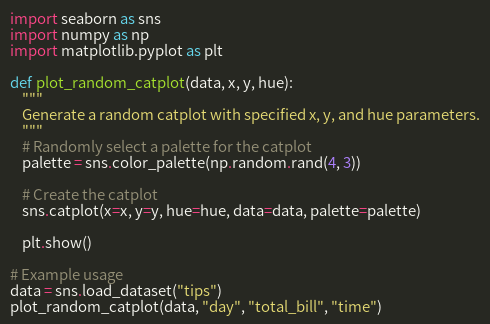 import seaborn as sns
import numpy as np
import matplotlib.pyplot as plt

def plot_random_catplot(data, x, y, hue):
    """
    Generate a random catplot with specified x, y, and hue parameters.
    """
    # Randomly select a palette for the catplot
    palette = sns.color_palette(np.random.rand(4, 3))

    # Create the catplot
    sns.catplot(x=x, y=y, hue=hue, data=data, palette=palette)

    plt.show()

# Example usage
data = sns.load_dataset("tips")
plot_random_catplot(data, "day", "total_bill", "time")